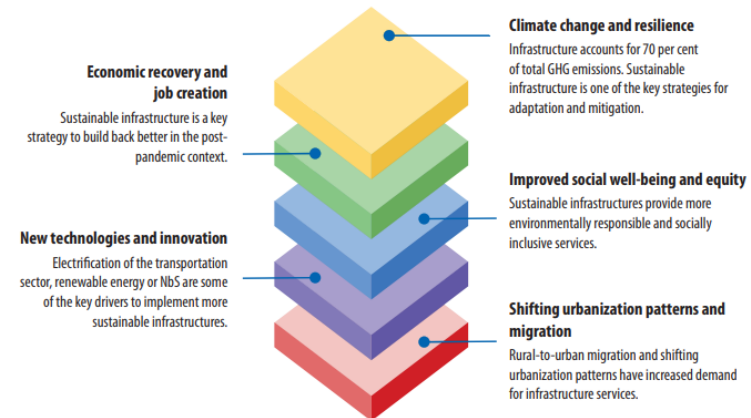 Climate change and resilience
Infrastructure accounts for 70 per cent
of total GHG emissions. Sustainable
infrastructure is one of the key strategies for
adaptation and mitigation.
Economic recovery and
job creation
Sustainable infrastructure is a key
strategy to build back better in the post-
pandemic context.
Improved social well-being and equity
Sustainable infrastructures provide more
environmentally responsible and socially
inclusive services.
New technologies and innovation
Electrification of the transportation
sector, renewable energy or NbS are some
of the key drivers to implement more
sustainable infrastructures.
Shifting urbanization patterns and
migration
Rural-to-urban migration and shifting
urbanization patterns have increased demand
for infrastructure services.